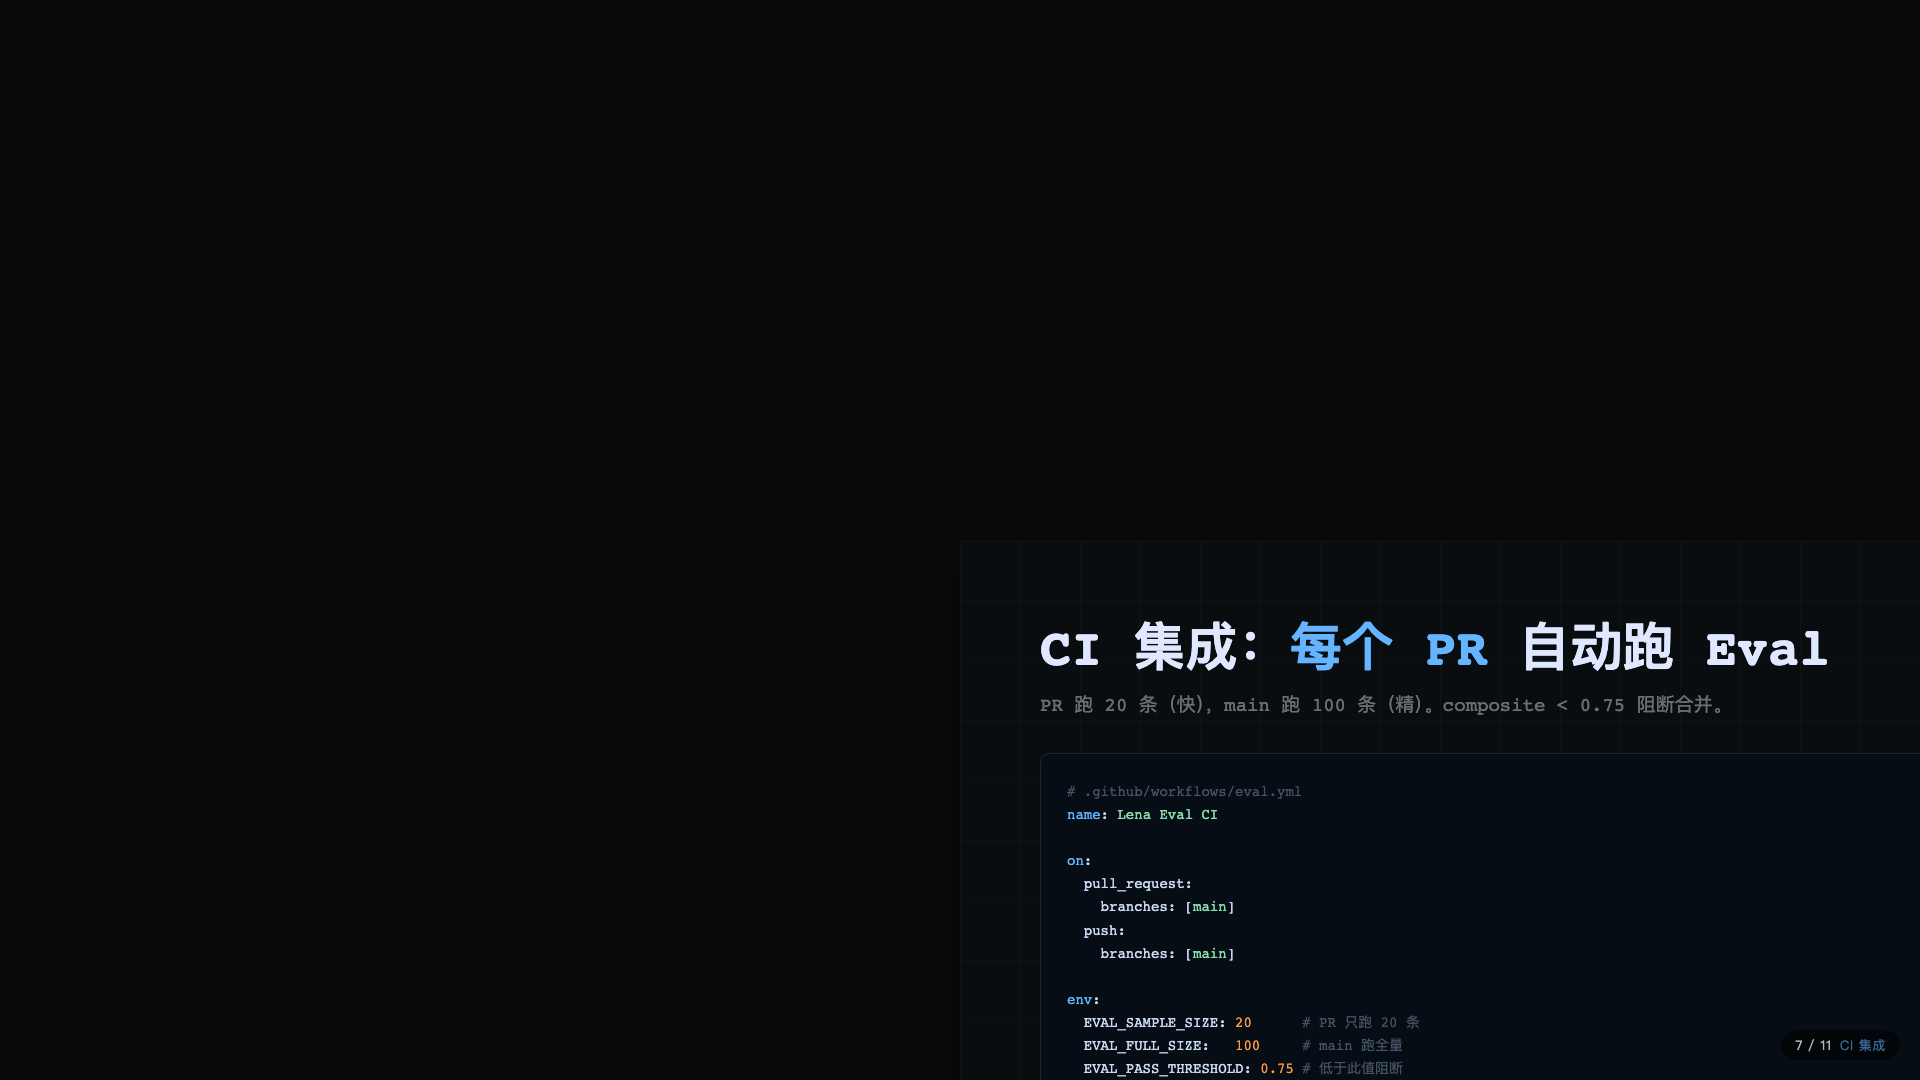 CI 集成：每个 PR 自动跑 Eval
PR 跑 20 条（快），main 跑 100 条（精）。composite < 0.75 阻断合并。
# .github/workflows/eval.yml
name: Lena Eval CI
on:
  pull_request:
    branches: [main]
  push:
    branches: [main]
env:
  EVAL_SAMPLE_SIZE: 20      # PR 只跑 20 条
  EVAL_FULL_SIZE:   100     # main 跑全量
  EVAL_PASS_THRESHOLD: 0.75 # 低于此值阻断
7 / 11 CI 集成